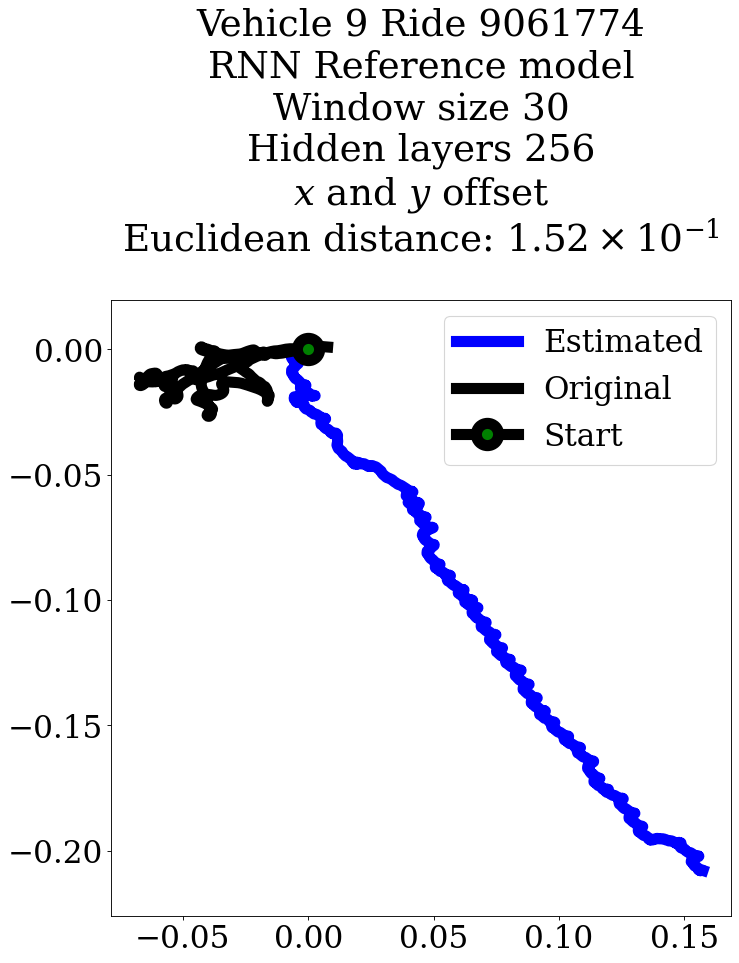 Vehicle 9 Ride 9061774
RNN Reference model
Window size 30
Hidden layers 256
x and y offset
Euclidean distance: 1.52 × 10⁻¹
Estimated
Original
Start
0.00
−0.05
−0.10
−0.15
−0.20
−0.05 0.00 0.05 0.10 0.15